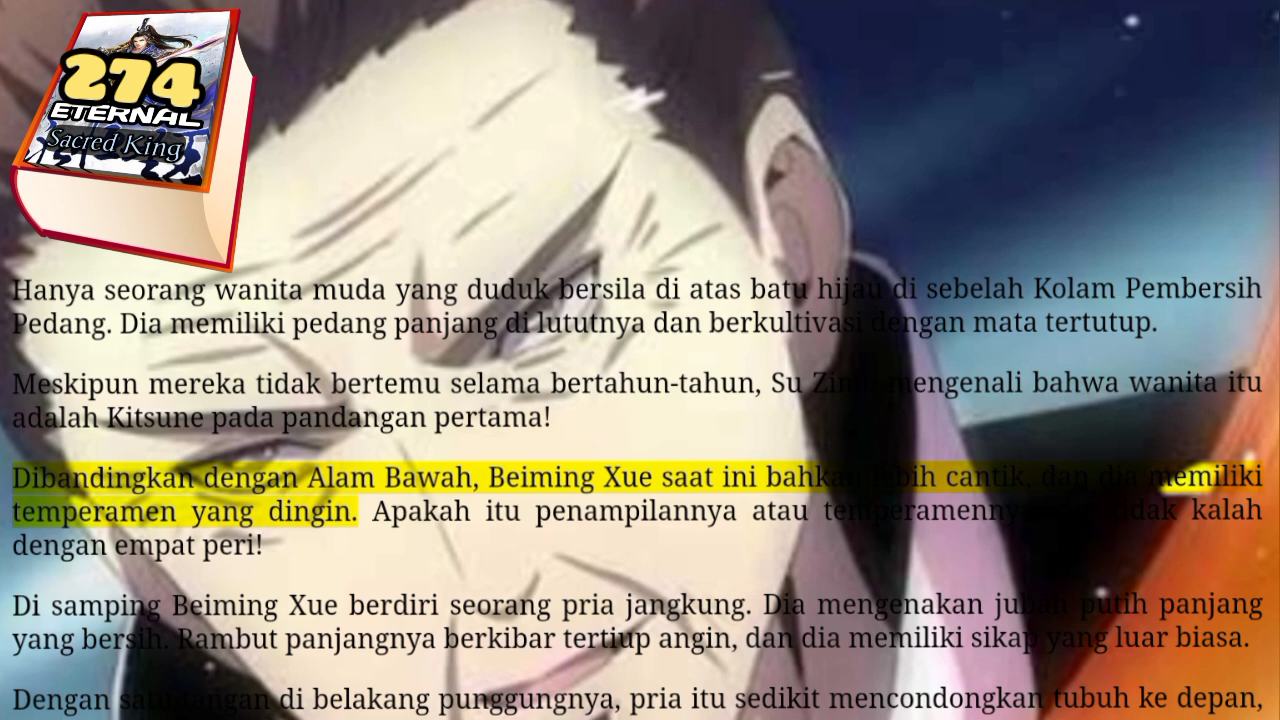 274
ETERNAL
Sacred King
Hanya seorang wanita muda yang duduk bersila di atas batu hijau di sebelah Kolam Pembersih
Pedang. Dia memiliki pedang panjang di lututnya dan berkultivasi dengan mata tertutup.
Meskipun mereka tidak bertemu selama bertahun-tahun, Su Zimo mengenali bahwa wanita itu
adalah Kitsune pada pandangan pertama!
Dibandingkan dengan Alam Bawah, Beiming Xue saat ini bahkan lebih cantik, dan dia memiliki
temperamen yang dingin. Apakah itu penampilannya atau temperamennya, tidak kalah
dengan empat peri!
Di samping Beiming Xue berdiri seorang pria jangkung. Dia mengenakan jubah putih panjang
yang bersih. Rambut panjangnya berkibar tertiup angin, dan dia memiliki sikap yang luar biasa.
Dengan satu tangan di belakang punggungnya, pria itu sedikit mencondongkan tubuh ke depan,